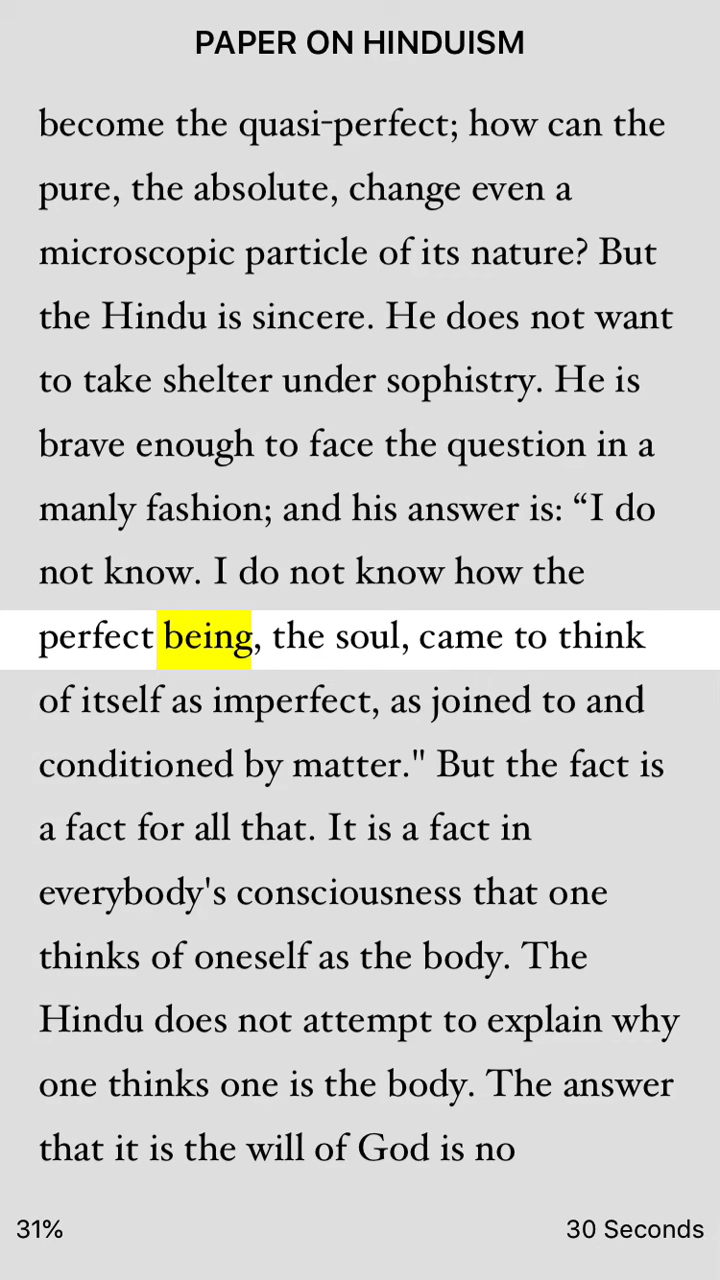 PAPER ON HINDUISM
become the quasi-perfect; how can the
pure, the absolute, change even a
microscopic particle of its nature? But
the Hindu is sincere. He does not want
to take shelter under sophistry. He is
brave enough to face the question in a
manly fashion; and his answer is: “I do
not know. I do not know how the
perfect being, the soul, came to think
of itself as imperfect, as joined to and
conditioned by matter." But the fact is
a fact for all that. It is a fact in
everybody's consciousness that one
thinks of oneself as the body. The
Hindu does not attempt to explain why
one thinks one is the body. The answer
that it is the will of God is no
31%
30 Seconds